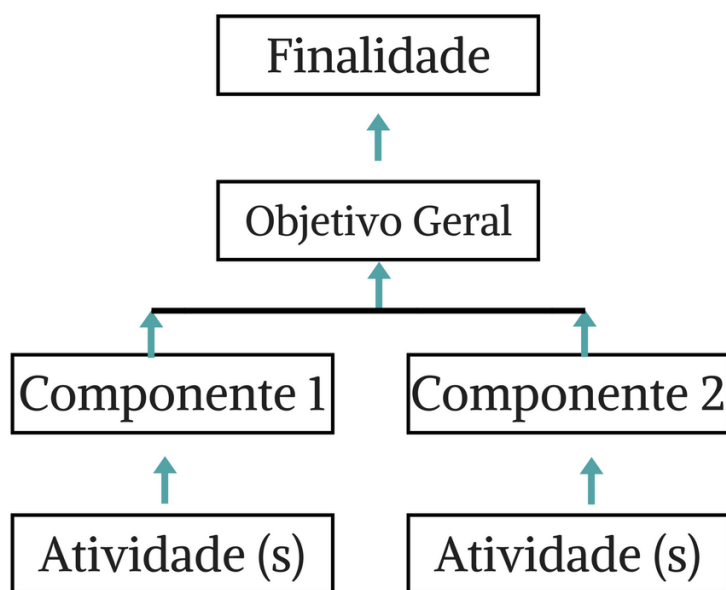 Finalidade
Objetivo Geral
Componente 1
Componente 2
Atividade (s)
Atividade (s)